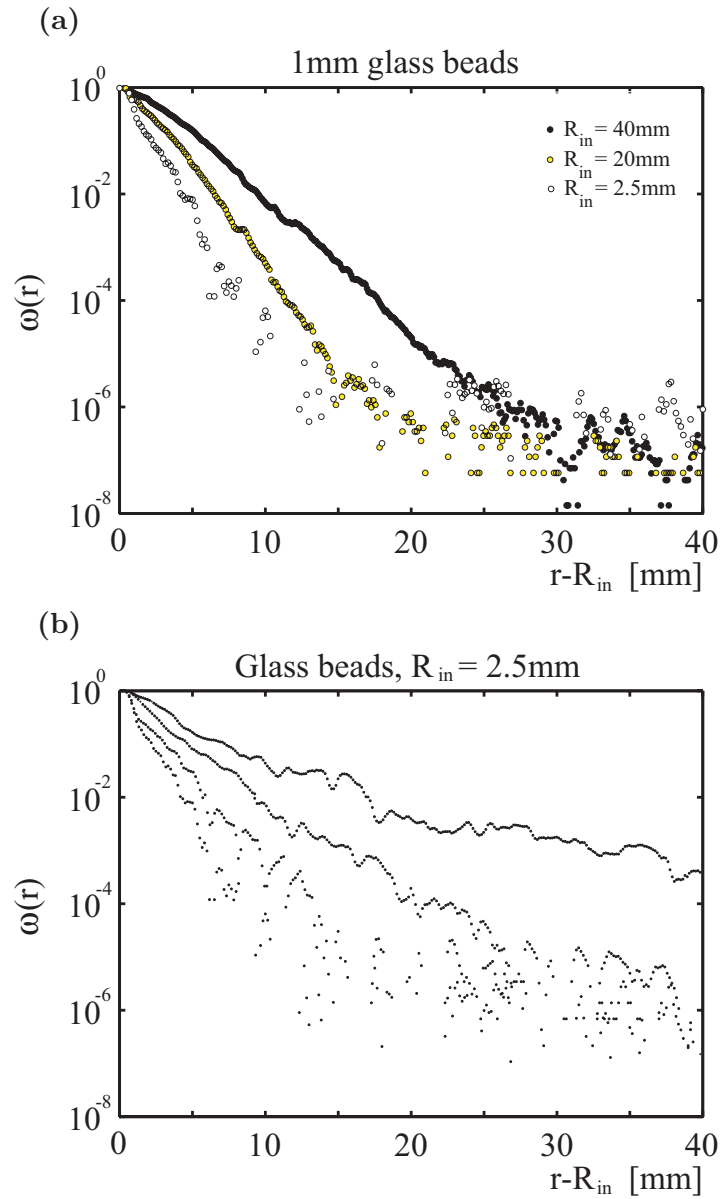 (a)
1mm glass beads
R_in = 40mm
R_in = 20mm
R_in = 2.5mm
ω(r)
10^0
10^-2
10^-4
10^-6
10^-8
0 10 20 30 40
r-R_in [mm]
(b)
Glass beads, R_in = 2.5mm
ω(r)
10^0
10^-2
10^-4
10^-6
10^-8
0 10 20 30 40
r-R_in [mm]